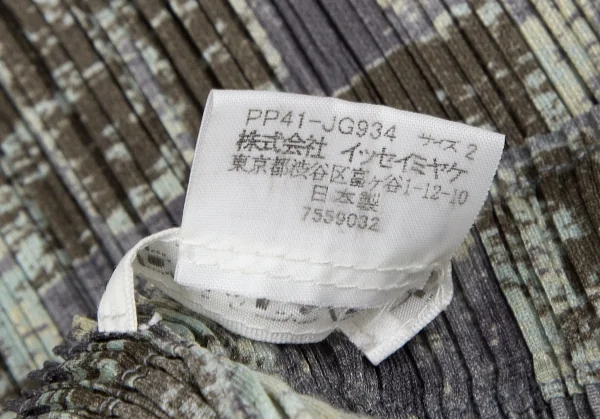 PP41-JG934 サイズ 2
株式会社 イッセイミヤケ
東京都渋谷区富ヶ谷1-12-10
日本製
7559032